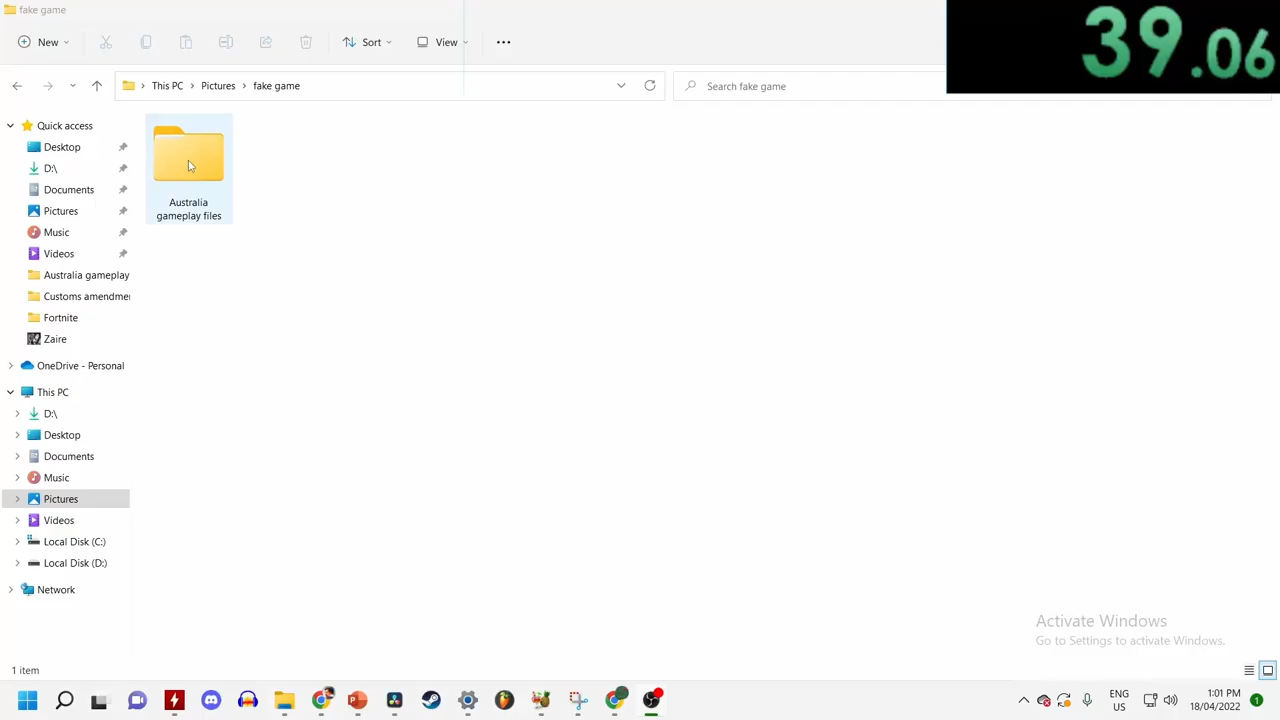 fake game
39.06
New
Sort
View
This PC
Pictures
fake game
Search fake game
Quick access
Desktop
D:\
Documents
Pictures
Music
Videos
Australia gameplay
Customs amendmer
Fortnite
Zaire
OneDrive - Personal
This PC
D:\
Desktop
Documents
Music
Pictures
Videos
Local Disk (C:)
Local Disk (D:)
Network
Australia
gameplay files
Activate Windows
Go to Settings to activate Windows.
1 item
ENG
US
1:01 PM
18/04/2022
1